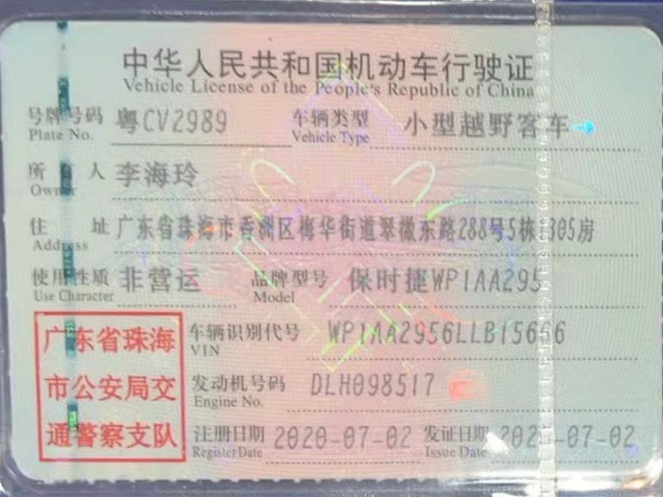 中华人民共和国机动车行驶证
Vehicle License of the People's Republic of China
号牌号码 粤CV2989 车辆类型 小型越野客车
Plate No. Vehicle Type
所 人 李海玲
Owner
住 址 广东省珠海市香洲区梅华街道翠微东路288号5栋1305房
Address
使用性质 非营运 品牌型号 保时捷WP1AA295
Use Character Model
广东省珠海 车辆识别代号 WP1AA2956LLB15666
VIN
市公安局交 发动机号码 DLH098517
Engine No.
通警察支队 注册日期 2020-07-02 发证日期
Register Date Issue Date